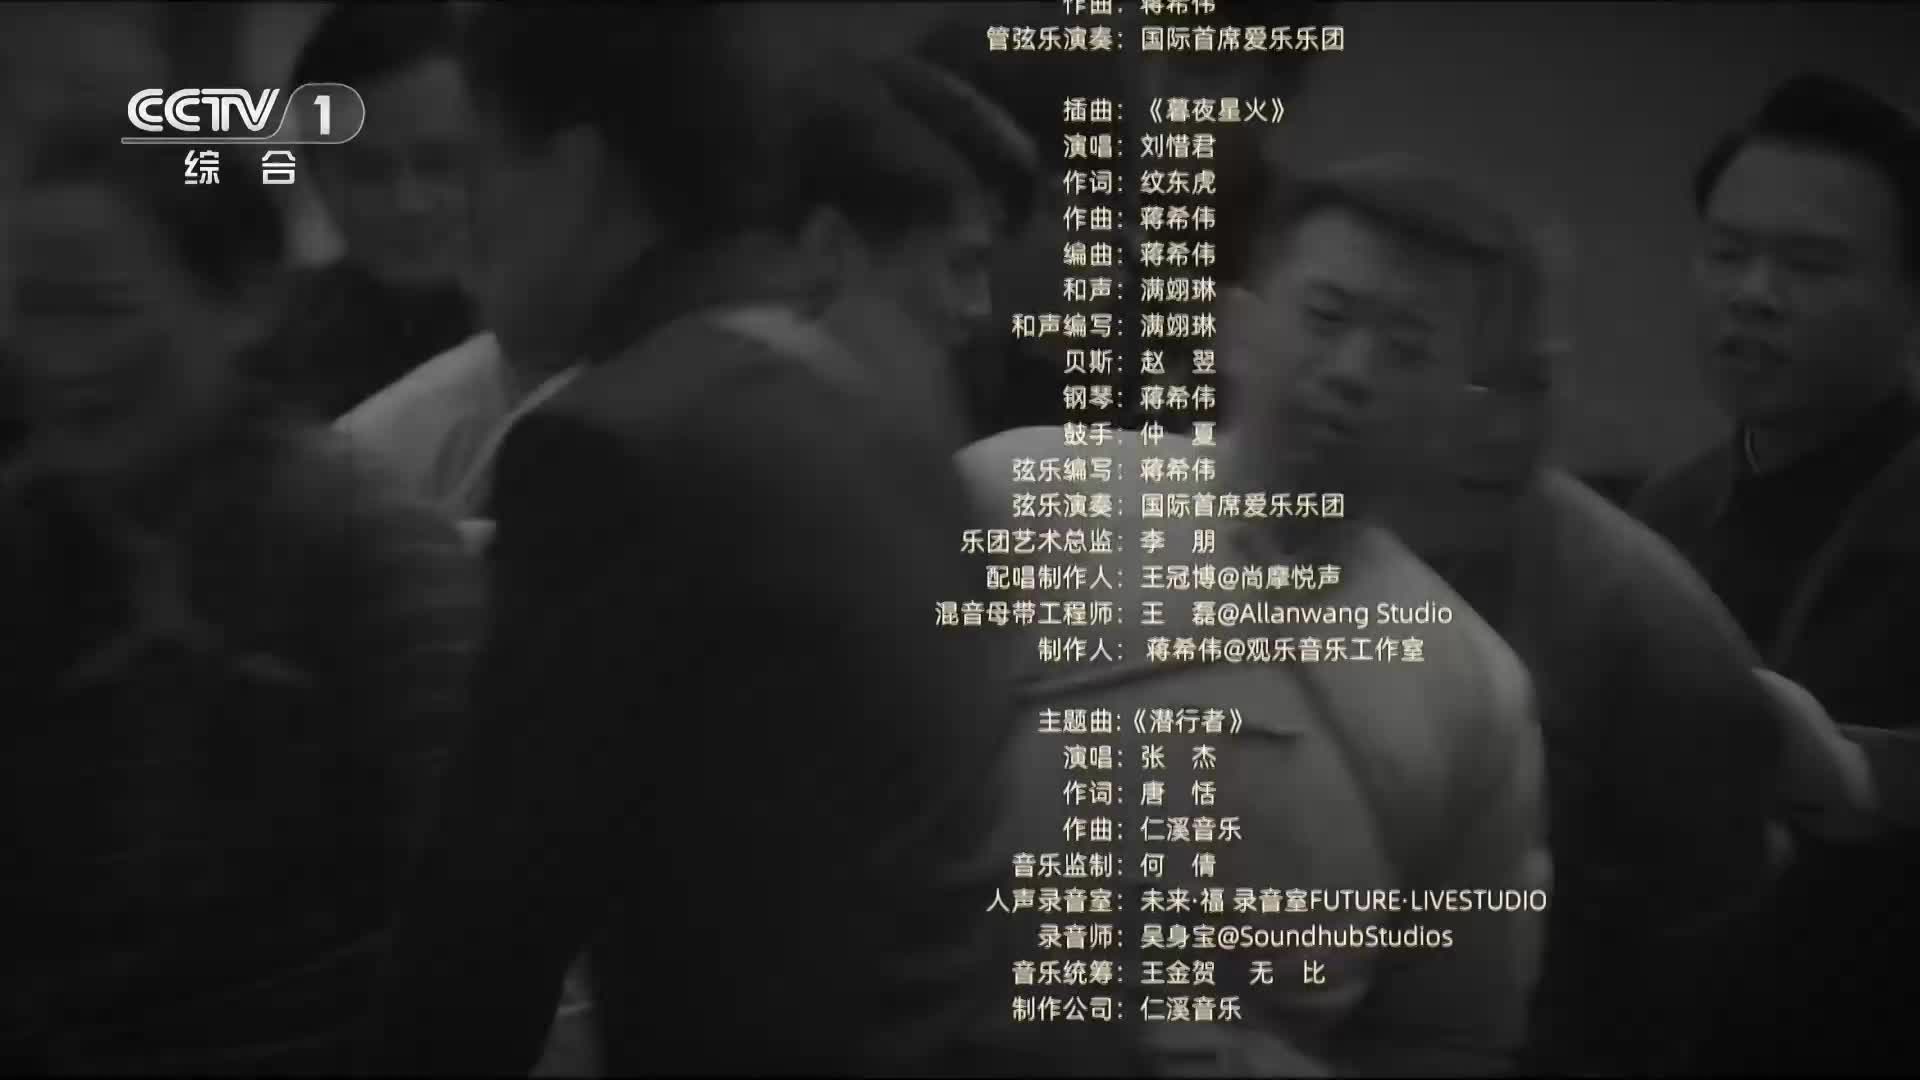 作曲：蒋希伟
管弦乐演奏：国际首席爱乐乐团
CCTV 1
综 合
插曲：《暮夜星火》
演唱：刘惜君
作词：纹东虎
作曲：蒋希伟
编曲：蒋希伟
和声：满翊琳
和声编写：满翊琳
贝斯：赵 翌
钢琴：蒋希伟
鼓手：仲 夏
弦乐编写：蒋希伟
弦乐演奏：国际首席爱乐乐团
乐团艺术总监：李 朋
配唱制作人：王冠博@尚摩悦声
混音母带工程师：王 磊@Allanwang Studio
制作人：蒋希伟@观乐音乐工作室
主题曲:《潜行者》
演唱：张 杰
作词：唐 恬
作曲：仁溪音乐
音乐监制：何 倩
人声录音室：未来·福 录音室FUTURE·LIVESTUDIO
录音师：吴身宝@SoundhubStudios
音乐统筹：王金贺 无 比
制作公司：仁溪音乐